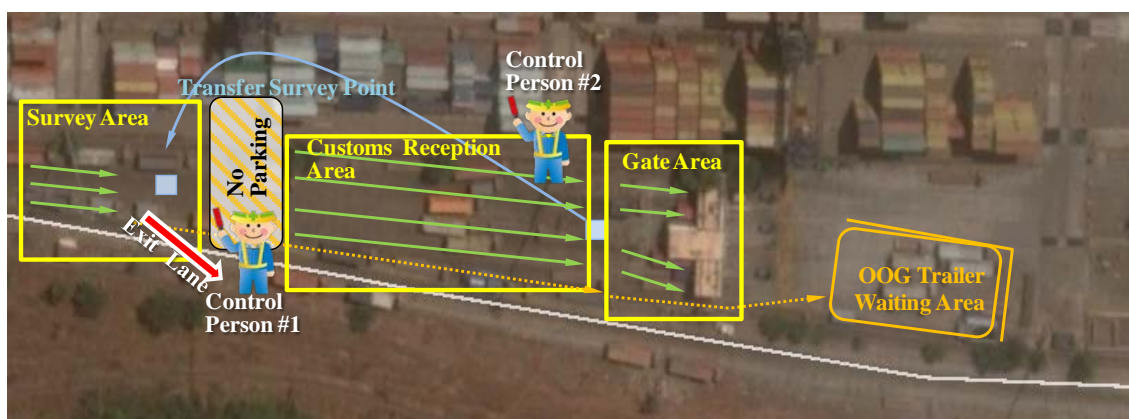 Control
Person #2
Transfer Survey Point
Survey Area
No
Parking
Customs Reception
Area
Gate Area
Exit Lane
Control
Person #1
OOG Trailer
Waiting Area